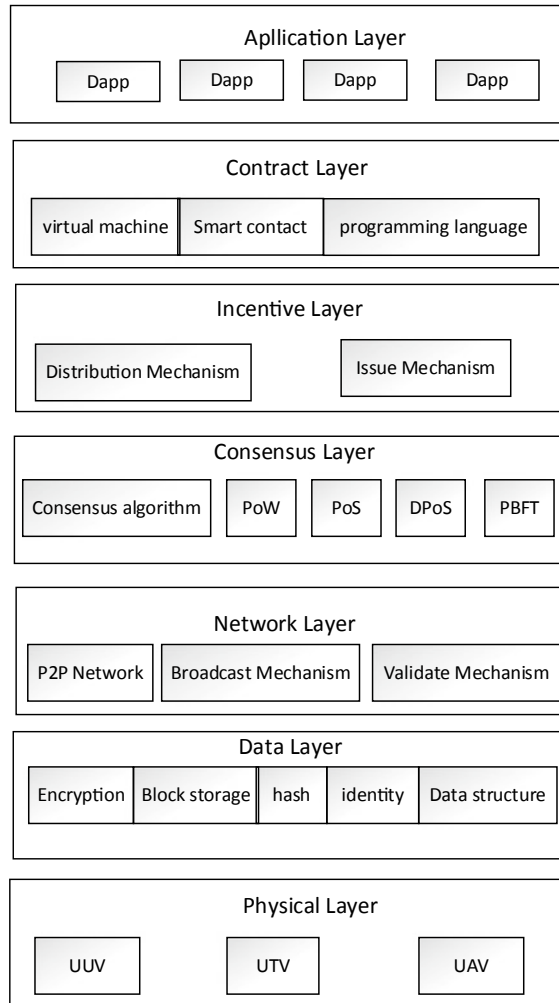 Apllication Layer
Dapp Dapp Dapp Dapp
Contract Layer
virtual machine Smart contact programming language
Incentive Layer
Distribution Mechanism Issue Mechanism
Consensus Layer
Consensus algorithm PoW PoS DPoS PBFT
Network Layer
P2P Network Broadcast Mechanism Validate Mechanism
Data Layer
Encryption Block storage hash identity Data structure
Physical Layer
UUV UTV UAV